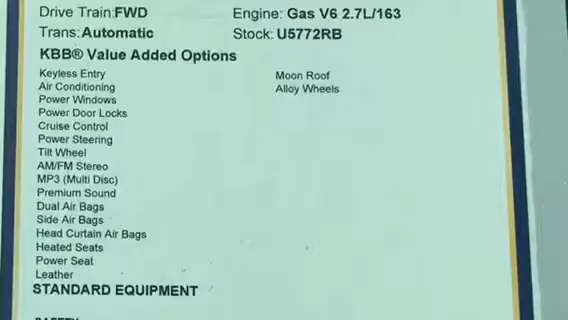 Drive Train:FWD Engine: Gas V6 2.7L/163
Trans:Automatic Stock: U5772RB
KBB® Value Added Options
Keyless Entry Moon Roof
Air Conditioning Alloy Wheels
Power Windows
Power Door Locks
Cruise Control
Power Steering
Tilt Wheel
AM/FM Stereo
MP3 (Multi Disc)
Premium Sound
Dual Air Bags
Side Air Bags
Head Curtain Air Bags
Heated Seats
Power Seat
Leather
STANDARD EQUIPMENT